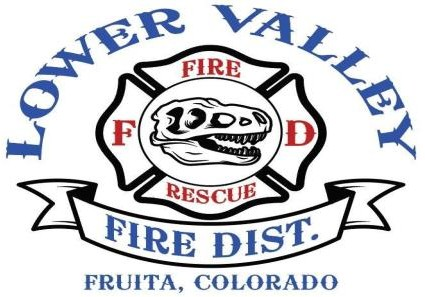 LOWER VALLEY
FIRE
F D
RESCUE
FIRE DIST.
FRUITA, COLORADO